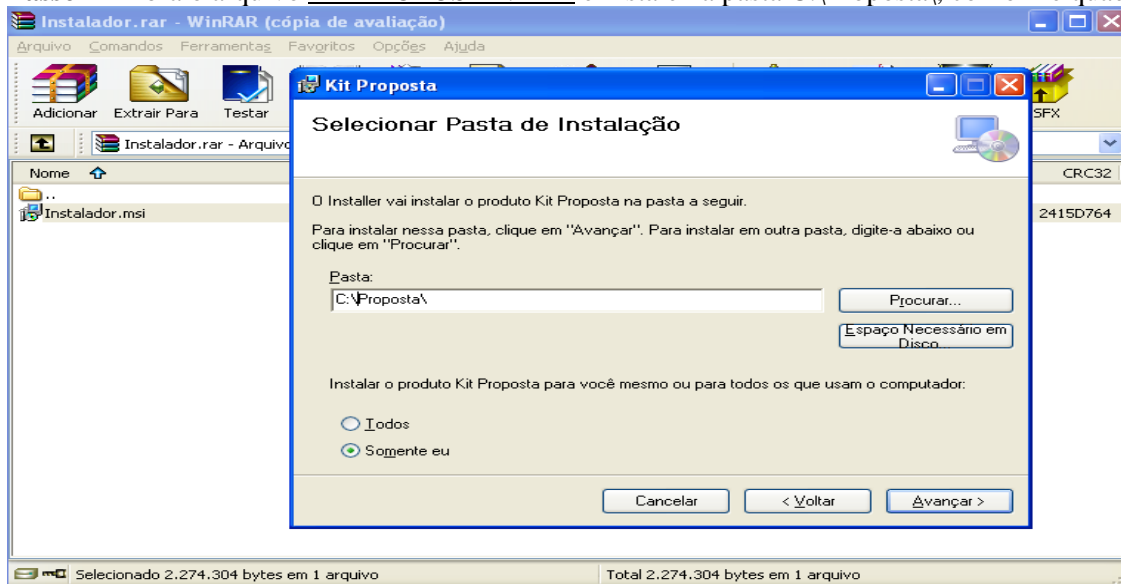 Instalador.rar - WinRAR (cópia de avaliação)
Arquivo Comandos Ferramentas Favoritos Opções Ajuda
Adicionar Extrair Para Testar SFX
Instalador.rar - Arquivo
Nome CRC32
..
Instalador.msi 2415D764
Kit Proposta
Selecionar Pasta de Instalação
O Installer vai instalar o produto Kit Proposta na pasta a seguir.
Para instalar nessa pasta, clique em "Avançar". Para instalar em outra pasta, digite-a abaixo ou
clique em "Procurar".
Pasta:
C:\Proposta\
Procurar...
Espaço Necessário em
Disco...
Instalar o produto Kit Proposta para você mesmo ou para todos os que usam o computador:
Todos
Somente eu
Cancelar < Voltar Avançar >
Selecionado 2.274.304 bytes em 1 arquivo Total 2.274.304 bytes em 1 arquivo